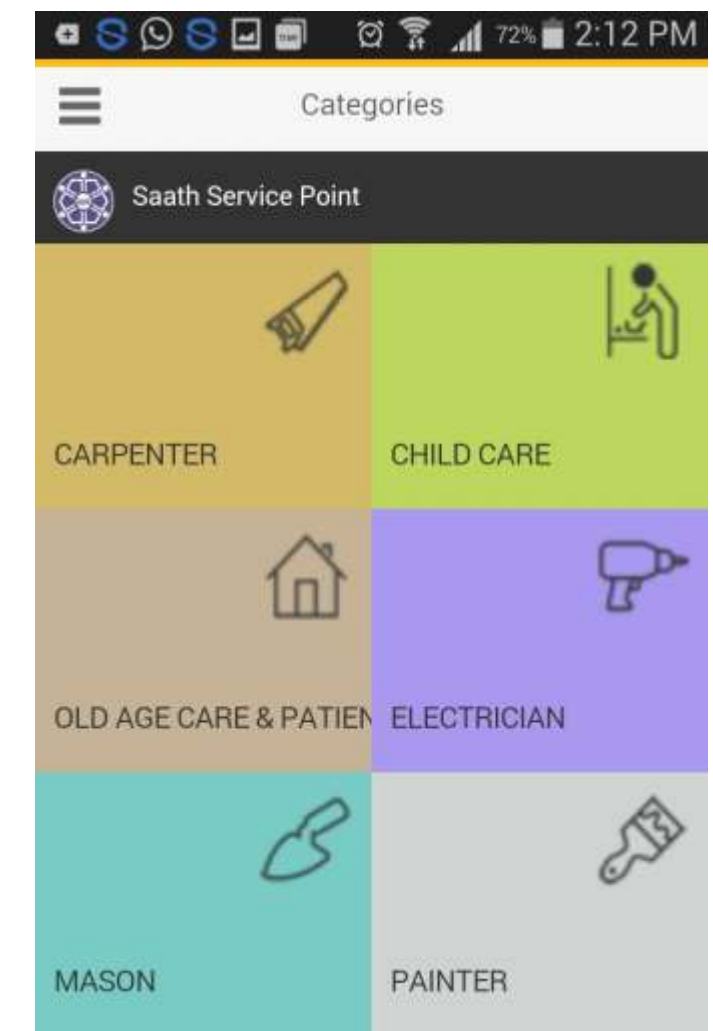 72% 2:12 PM
Categories
Saath Service Point
CARPENTER
CHILD CARE
OLD AGE CARE & PATIEN
ELECTRICIAN
MASON
PAINTER